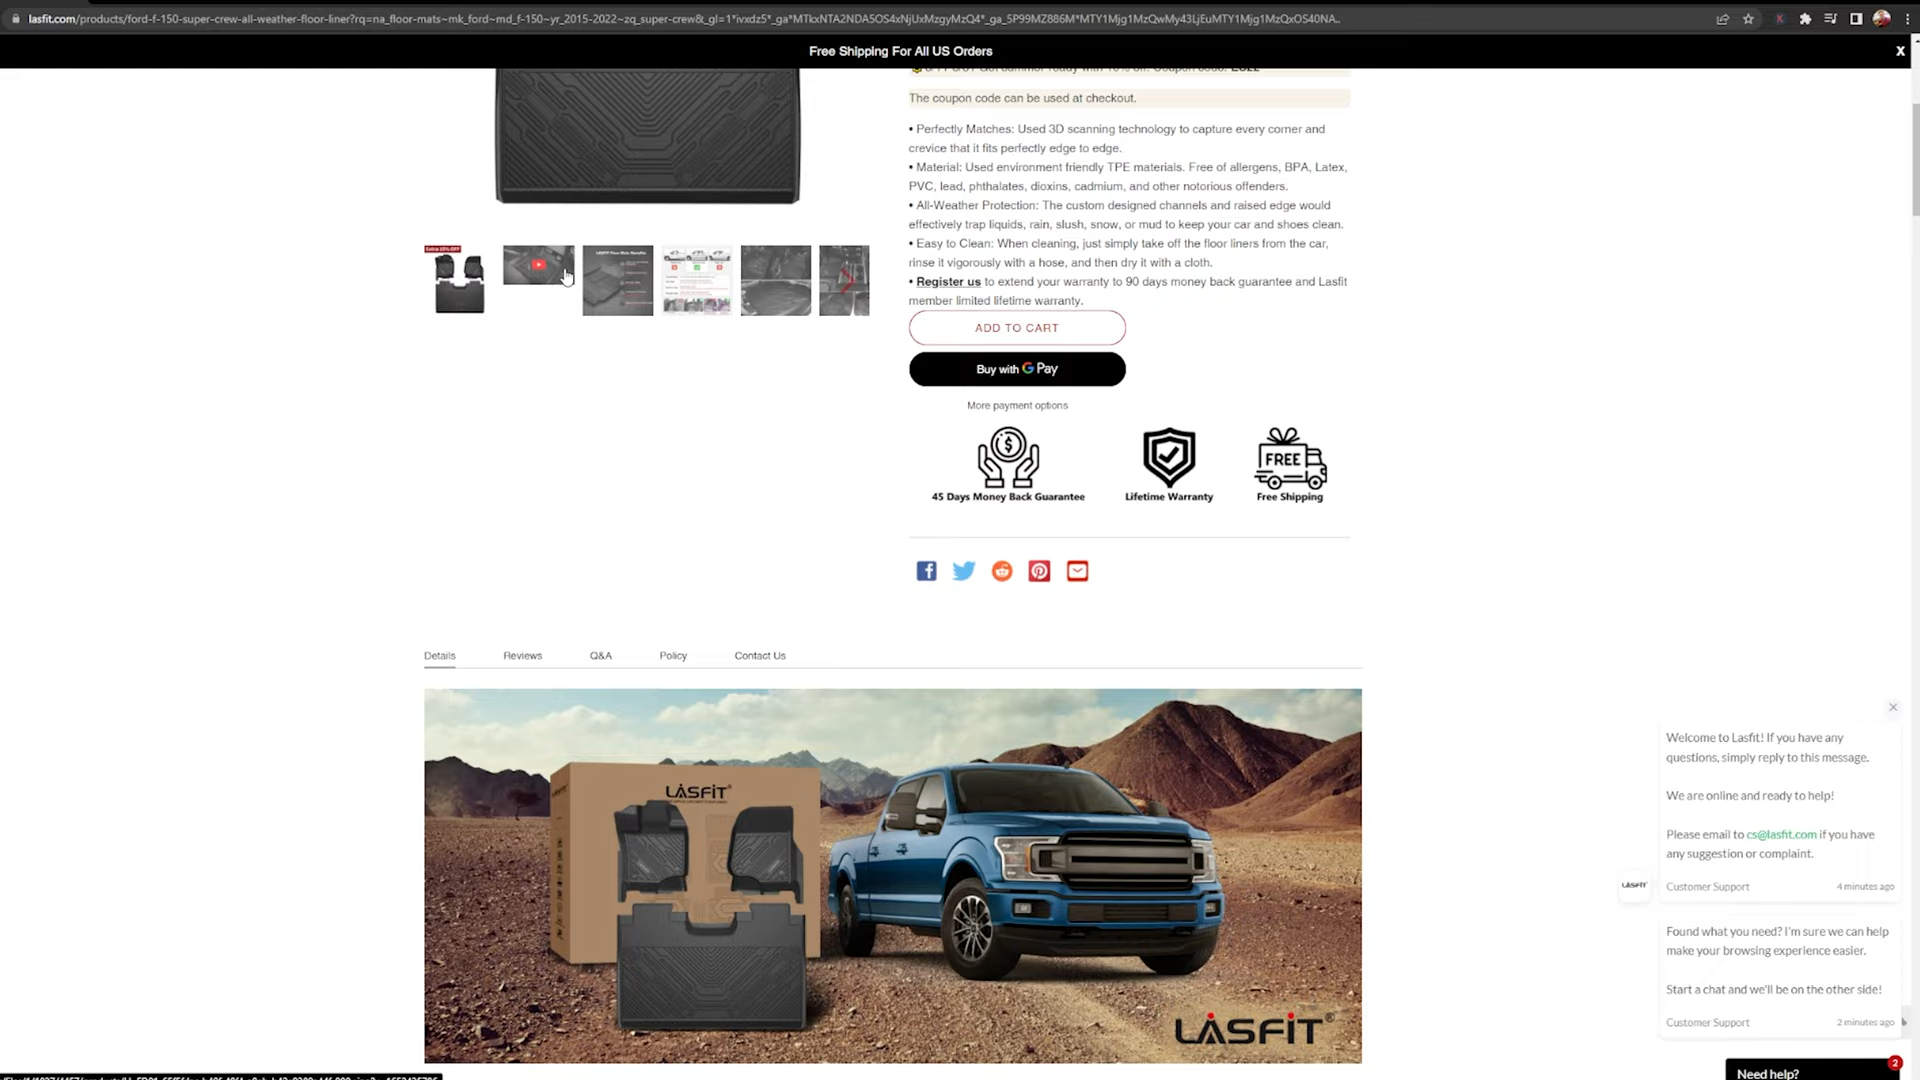 lasfit.com/products/ford-f-150-super-crew-all-weather-floor-liner?rq=na_floor-mats~mk_ford~md_f-150~yr_2015-2022~zq_super-crew&_gl=1*ivxdz5*_ga*MTkxNTA2NDA5OS4xNjUxMzgyMzQ4*_ga_5P99MZ886M*MTY1Mjg1MzQwMy43LjEuMTY1Mjg1MzQxOS40NA..
Free Shipping For All US Orders
X
The coupon code can be used at checkout.
• Perfectly Matches: Used 3D scanning technology to capture every corner and
crevice that it fits perfectly edge to edge.
• Material: Used environment friendly TPE materials. Free of allergens, BPA, Latex,
PVC, lead, phthalates, dioxins, cadmium, and other notorious offenders.
• All-Weather Protection: The custom designed channels and raised edge would
effectively trap liquids, rain, slush, snow, or mud to keep your car and shoes clean.
• Easy to Clean: When cleaning, just simply take off the floor liners from the car,
rinse it vigorously with a hose, and then dry it with a cloth.
• Register us to extend your warranty to 90 days money back guarantee and Lasfit
member limited lifetime warranty.
ADD TO CART
Buy with G Pay
More payment options
FREE
45 Days Money Back Guarantee
Lifetime Warranty
Free Shipping
Details
Reviews
Q&A
Policy
Contact Us
LASFIT
LASFIT
Welcome to Lasfit! If you have any
questions, simply reply to this message.
We are online and ready to help!
Please email to cs@lasfit.com if you have
any suggestion or complaint.
LASFIT
Customer Support
4 minutes ago
Found what you need? I'm sure we can help
make your browsing experience easier.
Start a chat and we'll be on the other side!
Customer Support
2 minutes ago
2
Need help?